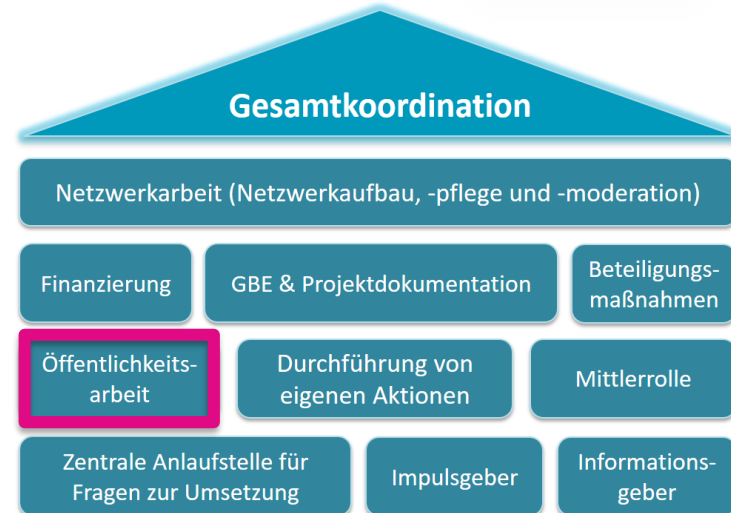 Gesamtkoordination
Netzwerkarbeit (Netzwerkaufbau, -pflege und -moderation)
Finanzierung
GBE & Projektdokumentation
Beteiligungs-
maßnahmen
Öffentlichkeits-
arbeit
Durchführung von
eigenen Aktionen
Mittlerrolle
Zentrale Anlaufstelle für
Fragen zur Umsetzung
Impulsgeber
Informations-
geber